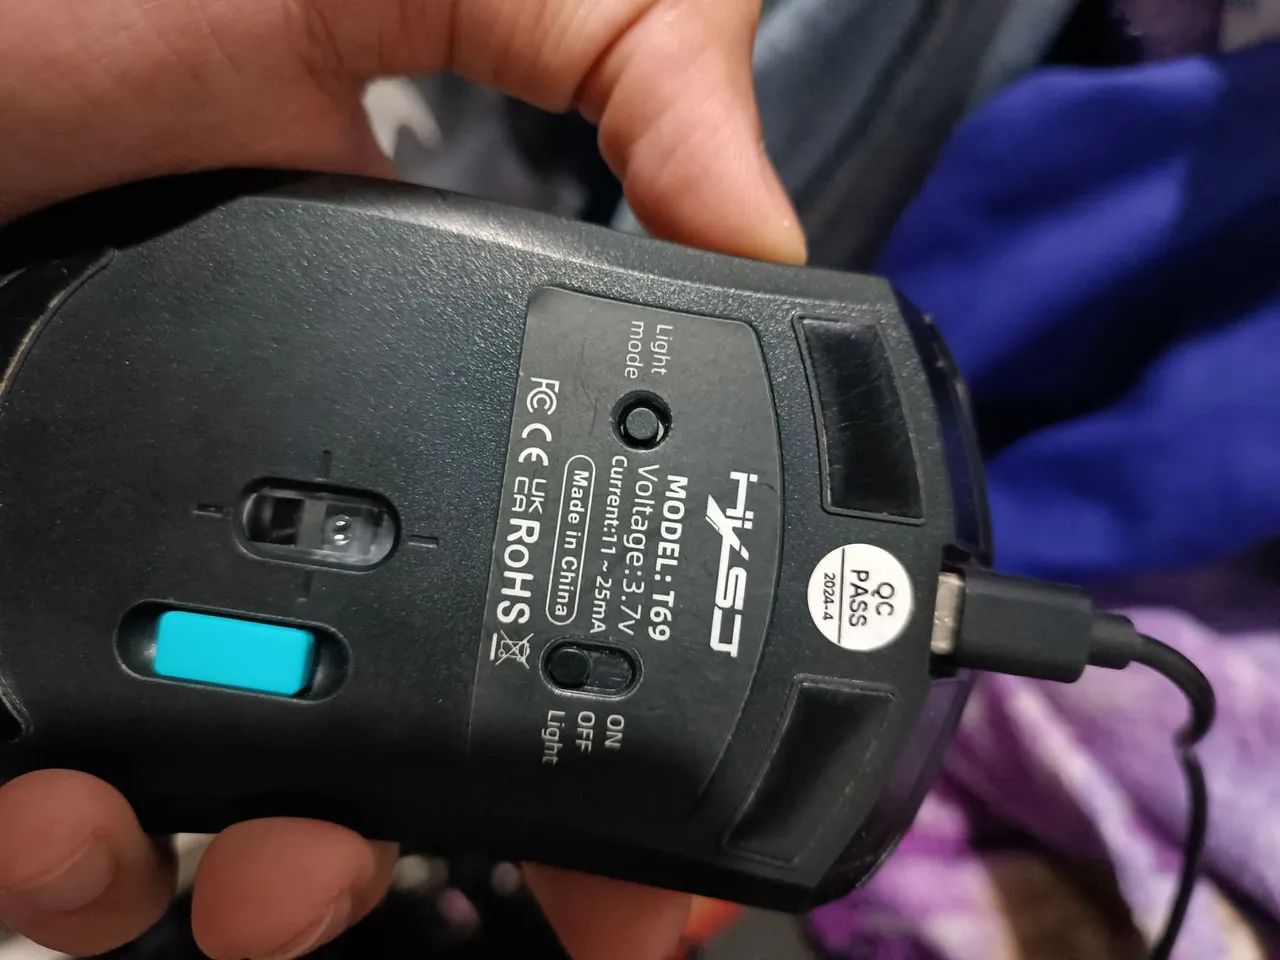 Light
mode
HXSJ
MODEL: T69
Voltage:3.7V
Current:11~25mA
Made in China
FC CE UK
CA RoHS
ON
OFF
Light
QC
PASS
2024-4